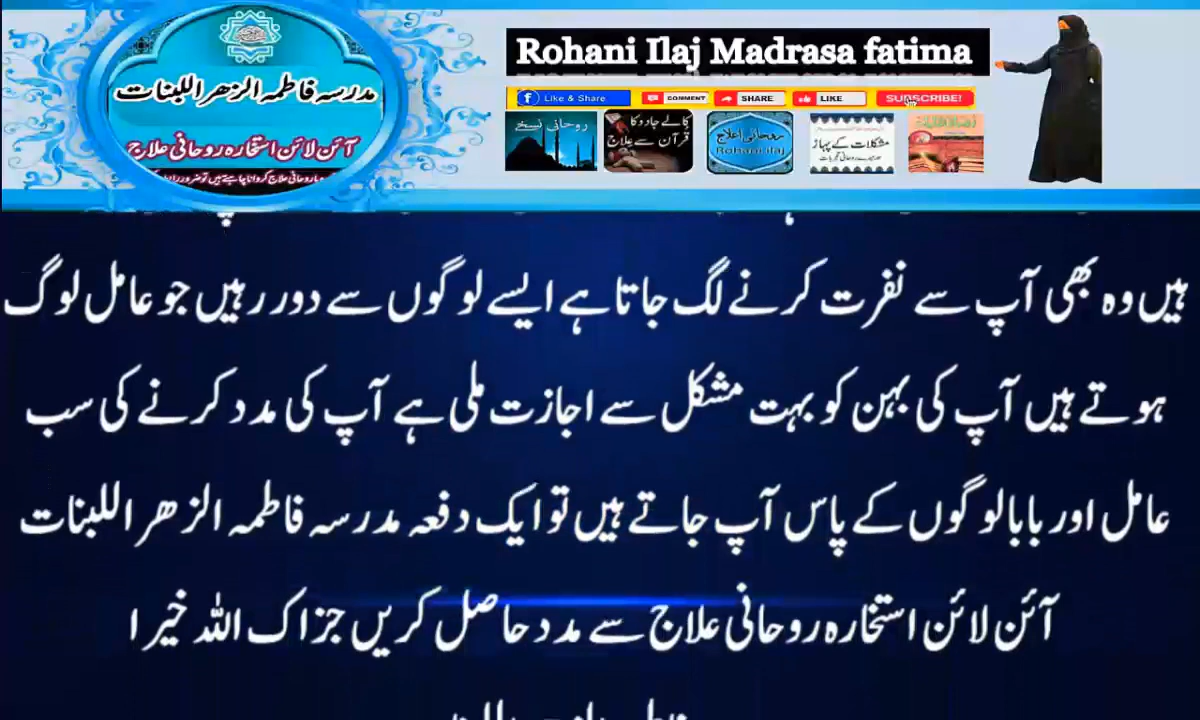 مدرسہ فاطمہ الزھرا للبنات
آئن لائن استخارہ روحانی علاج
Rohani Ilaj Madrasa fatima
Like & Share
COMMENT
SHARE
LIKE
SUBSCRIBE!
روحانی نسخے
کالے جادو کا
قرآن سے علاج
روحانی علاج
Rohani ilaj
مشکلات کے پہاڑ
ہیں وہ بھی آپ سے نفرت کرنے لگ جاتا ہے ایسے لوگوں سے دور رہیں جو عامل لوگ
ہوتے ہیں آپ کی بہن کو بہت مشکل سے اجازت ملی ہے آپ کی مدد کرنے کی سب
عامل اور بابا لوگوں کے پاس آپ جاتے ہیں تو ایک دفعہ مدرسہ فاطمہ الزھرا للبنات
آئن لائن استخارہ روحانی علاج سے مدد حاصل کریں جزاک اللہ خیرا